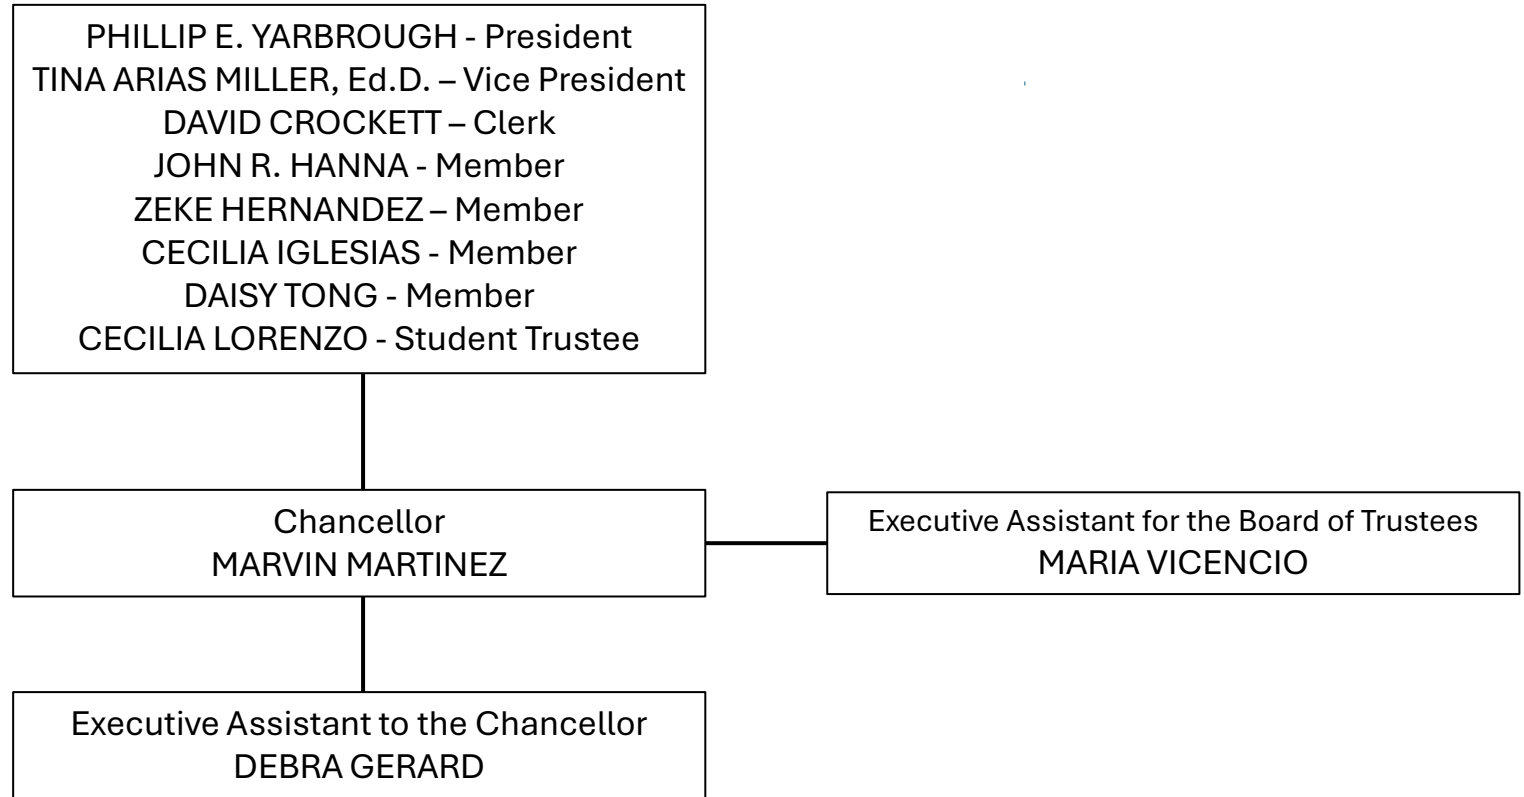 PHILLIP E. YARBROUGH - President
TINA ARIAS MILLER, Ed.D. – Vice President
DAVID CROCKETT – Clerk
JOHN R. HANNA - Member
ZEKE HERNANDEZ – Member
CECILIA IGLESIAS - Member
DAISY TONG - Member
CECILIA LORENZO - Student Trustee
Chancellor
MARVIN MARTINEZ
Executive Assistant for the Board of Trustees
MARIA VICENCIO
Executive Assistant to the Chancellor
DEBRA GERARD